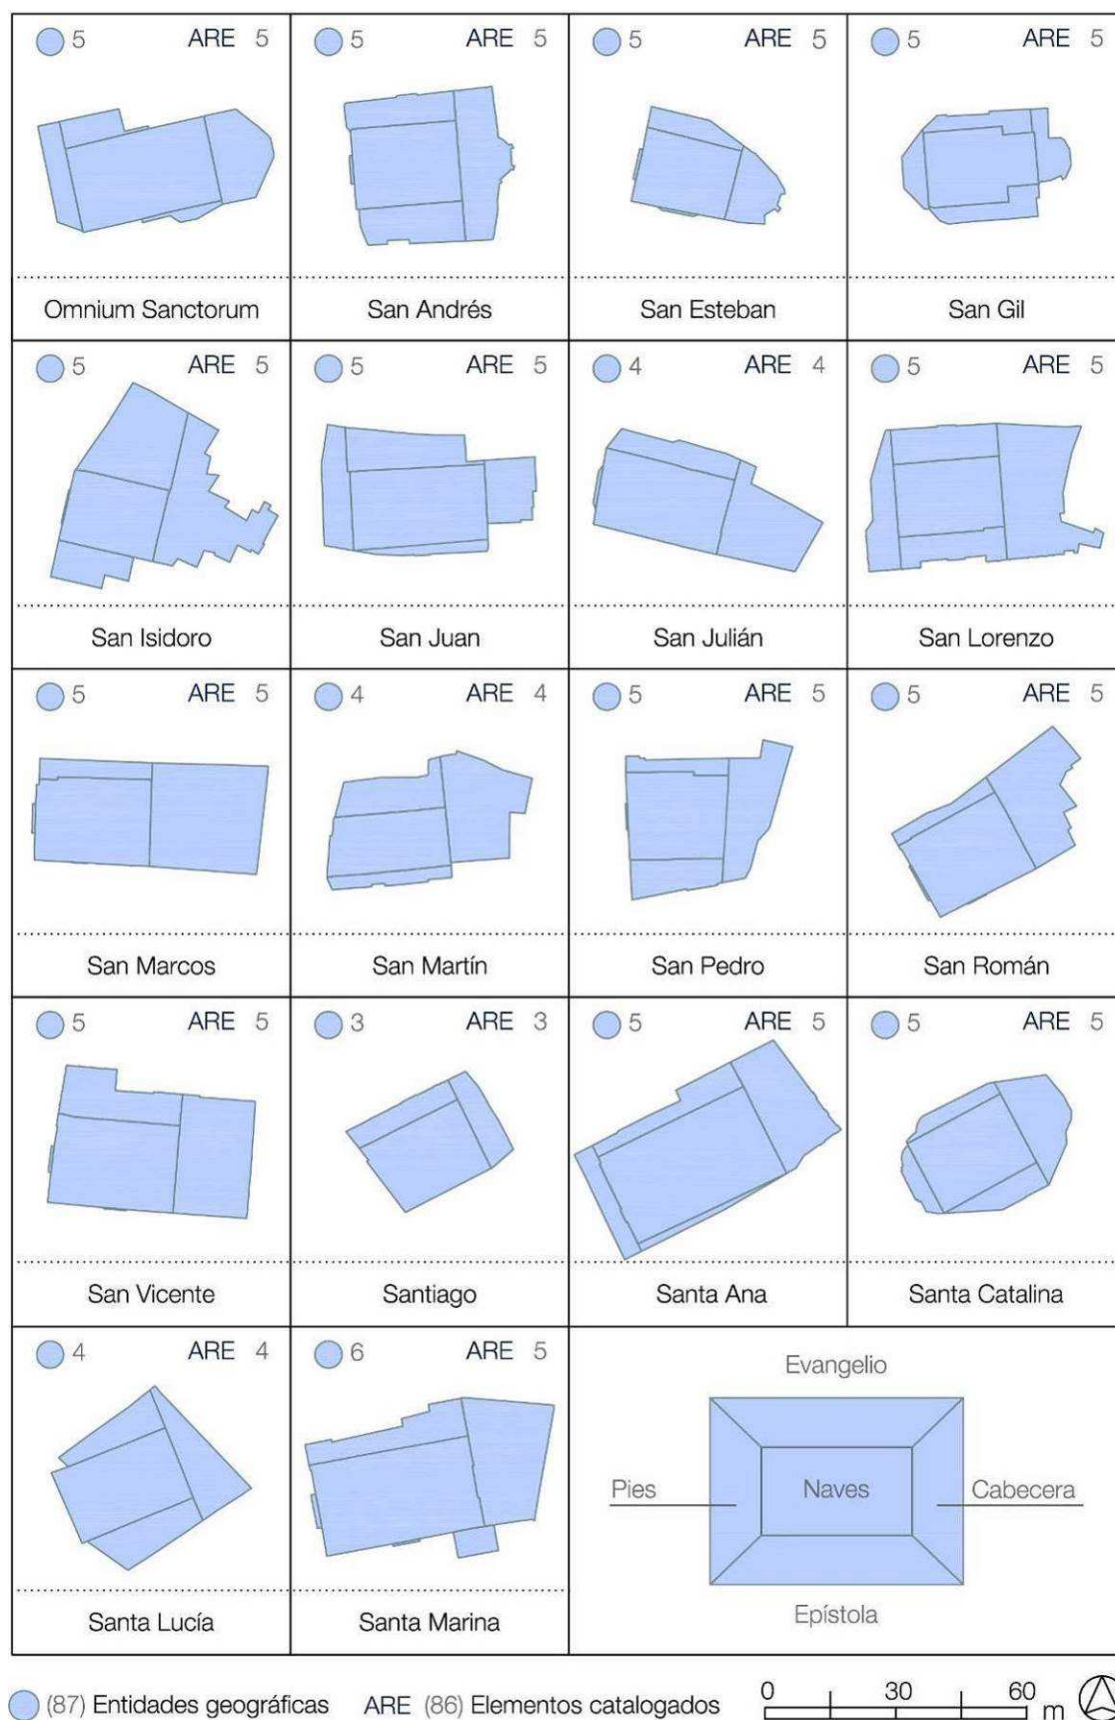 5 ARE 5 5 ARE 5 5 ARE 5 5 ARE 5
Omnium Sanctorum San Andrés San Esteban San Gil
5 ARE 5 5 ARE 5 4 ARE 4 5 ARE 5
San Isidoro San Juan San Julián San Lorenzo
5 ARE 5 4 ARE 4 5 ARE 5 5 ARE 5
San Marcos San Martín San Pedro San Román
5 ARE 5 3 ARE 3 5 ARE 5 5 ARE 5
San Vicente Santiago Santa Ana Santa Catalina
4 ARE 4 6 ARE 5
Santa Lucía Santa Marina
Evangelio
Pies Naves Cabecera
Epístola
(87) Entidades geográficas ARE (86) Elementos catalogados 0 30 60 m